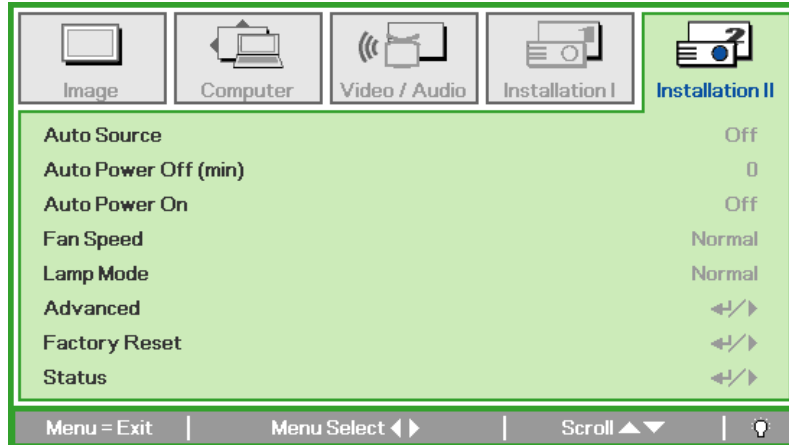 Image Computer Video / Audio Installation I Installation II
Auto Source Off
Auto Power Off (min) 0
Auto Power On Off
Fan Speed Normal
Lamp Mode Normal
Advanced
Factory Reset
Status
Menu = Exit Menu Select Scroll